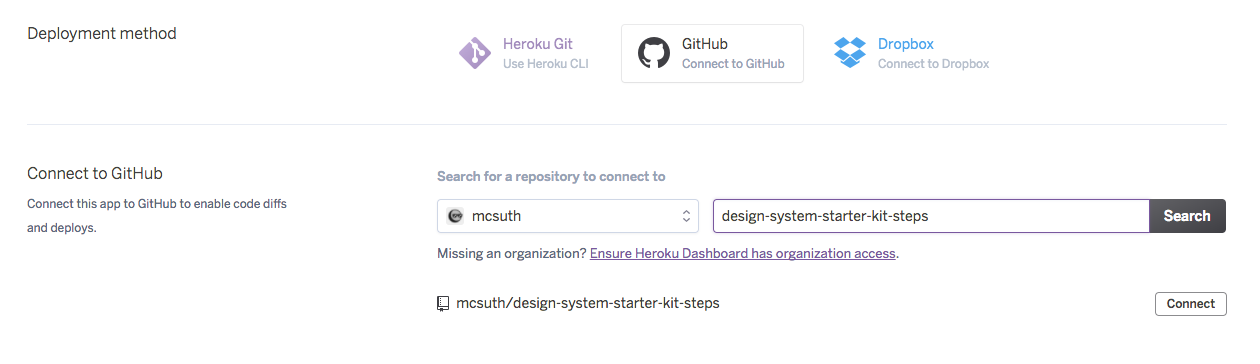 Deployment method
Heroku Git
Use Heroku CLI
GitHub
Connect to GitHub
Dropbox
Connect to Dropbox
Connect to GitHub
Connect this app to GitHub to enable code diffs
and deploys.
Search for a repository to connect to
mcsuth
design-system-starter-kit-steps
Search
Missing an organization? Ensure Heroku Dashboard has organization access.
mcsuth/design-system-starter-kit-steps
Connect